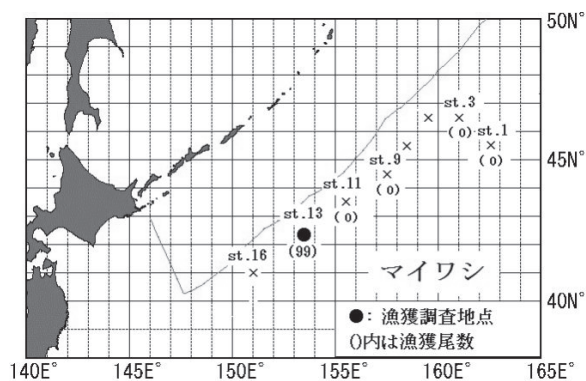 50N°
st.3
(0)
st.1
(0)
45N°
st.9
(0)
st.11
(0)
st.13
(99)
st.16
マイワシ
40N°
●: 漁獲調査地点
()内は漁獲尾数
140E° 145E° 150E° 155E° 160E° 165E°